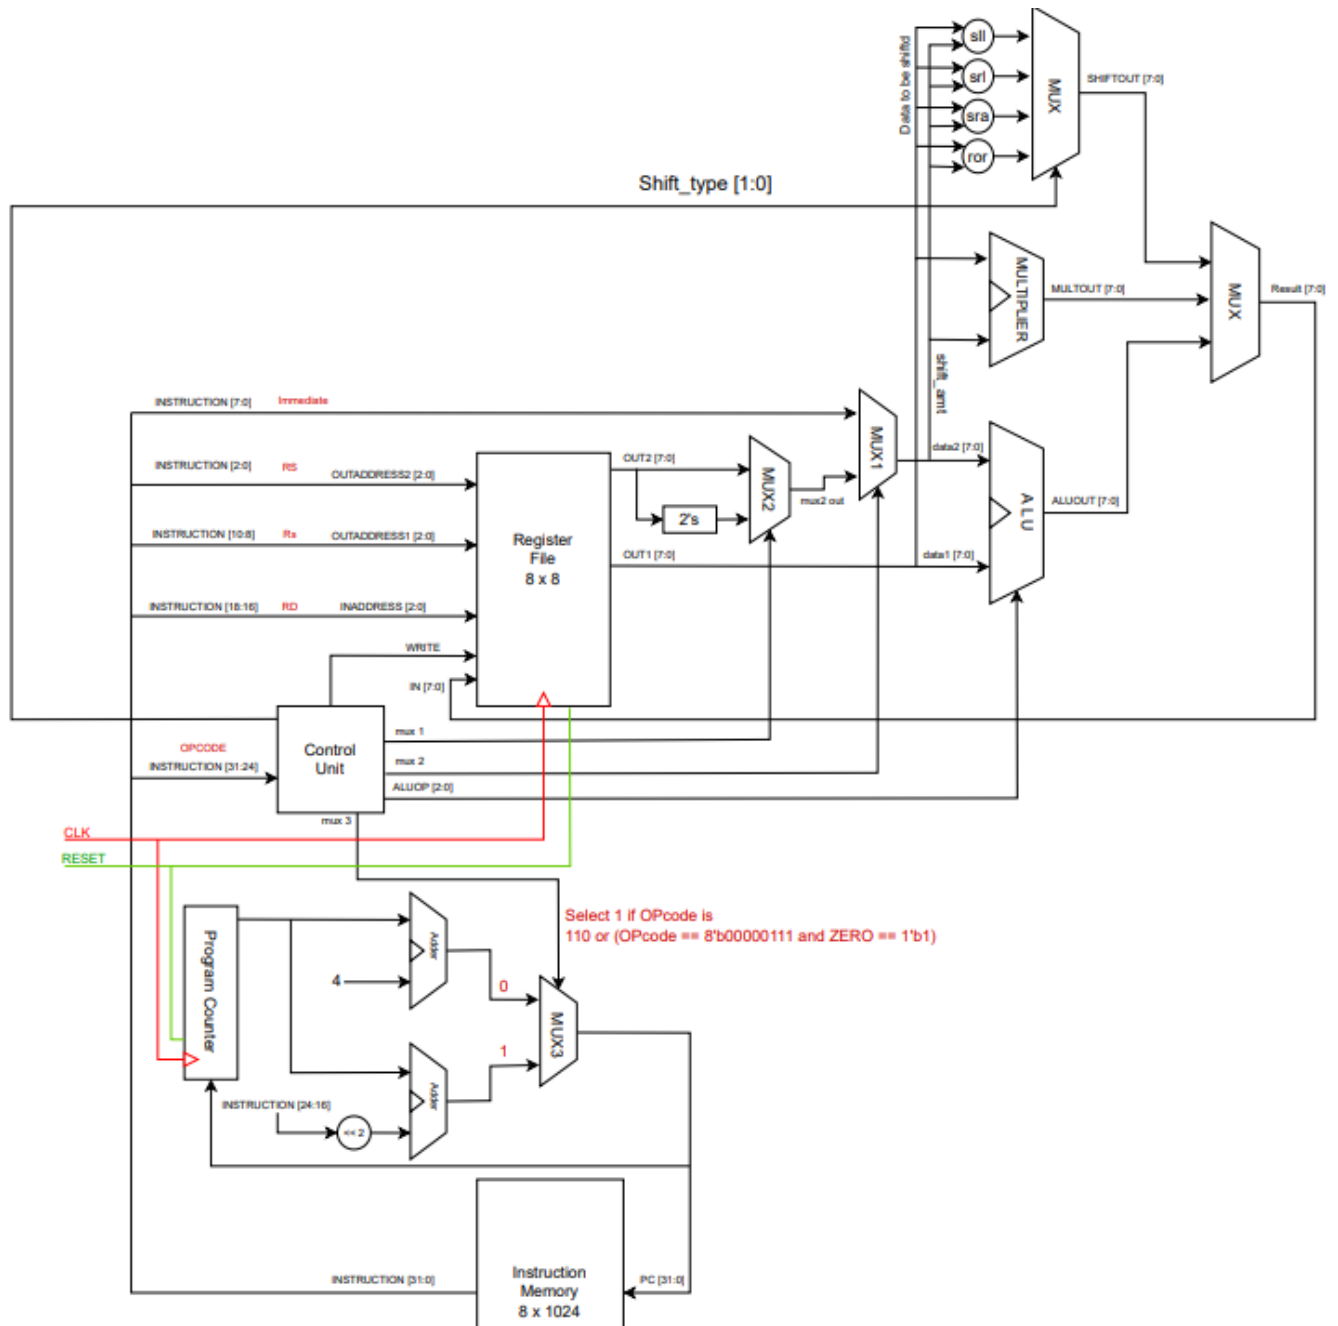 Data to be shiftd
sll
srl
sra
ror
MUX
SHIFTOUT [7:0]
Shift_type [1:0]
MULTIPLIER
MULTOUT [7:0]
MUX
Result [7:0]
shift_amt
INSTRUCTION [7:0] Immediate
INSTRUCTION [2:0] RS OUTADDRESS2 [2:0]
INSTRUCTION [10:8] Rs OUTADDRESS1 [2:0]
INSTRUCTION [18:16] RD INADDRESS [2:0]
WRITE
IN [7:0]
Register
File
8 x 8
OUT2 [7:0]
2's
MUX2
mux2 out
MUX1
OUT1 [7:0]
data2 [7:0]
data1 [7:0]
ALU
ALUOUT [7:0]
OPCODE
INSTRUCTION [31:24]
Control
Unit
mux 1
mux 2
ALUOP [2:0]
mux 3
CLK
RESET
Program Counter
4
Adder
Adder
0
1
MUX3
Select 1 if OPcode is
110 or (OPcode == 8'b00000111 and ZERO == 1'b1)
INSTRUCTION [24:16]
<< 2
INSTRUCTION [31:0]
Instruction
Memory
8 x 1024
PC [31:0]